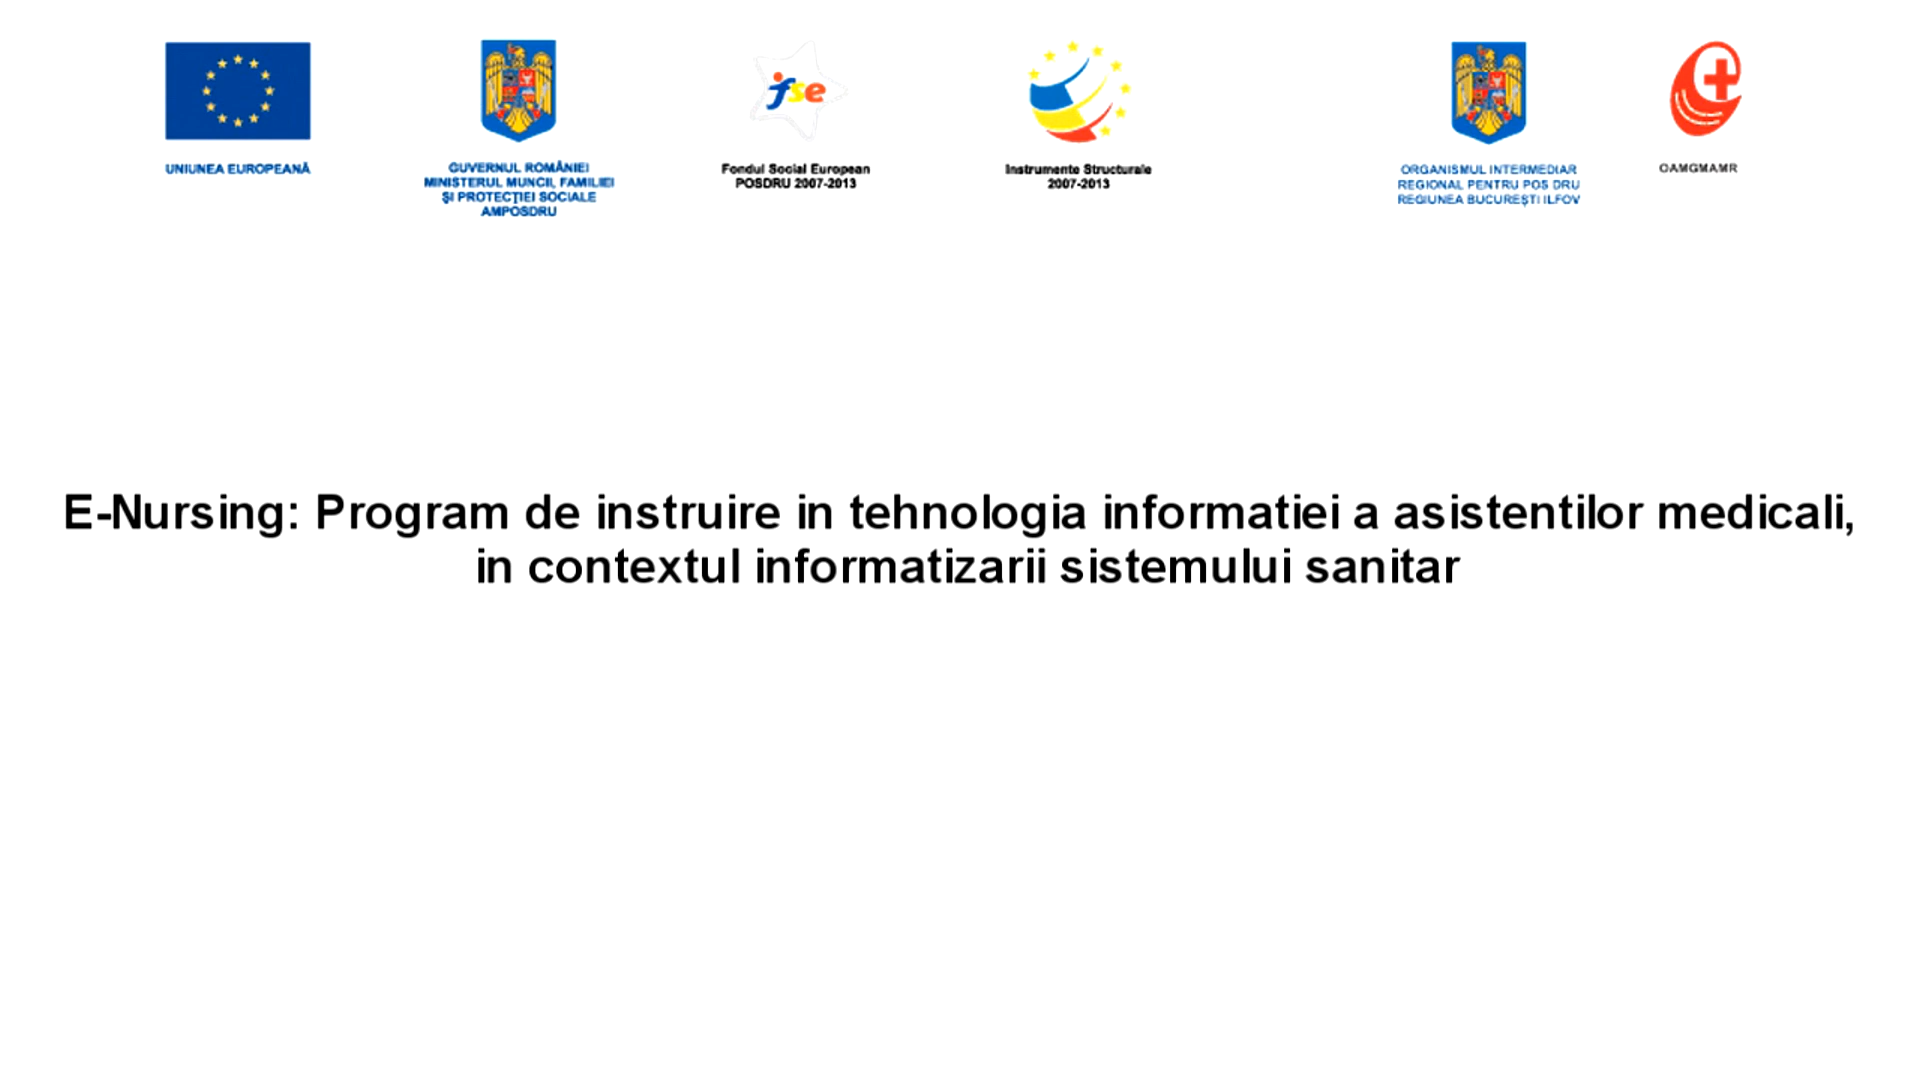 fse
UNIUNEA EUROPEANĂ
GUVERNUL ROMÂNIEI
MINISTERUL MUNCII, FAMILIEI
ŞI PROTECŢIEI SOCIALE
AMPOSDRU
Fondul Social European
POSDRU 2007-2013
Instrumente Structurale
2007-2013
ORGANISMUL INTERMEDIAR
REGIONAL PENTRU POS DRU
REGIUNEA BUCUREŞTI ILFOV
OAMGMAMR
E-Nursing: Program de instruire in tehnologia informatiei a asistentilor medicali,
in contextul informatizarii sistemului sanitar